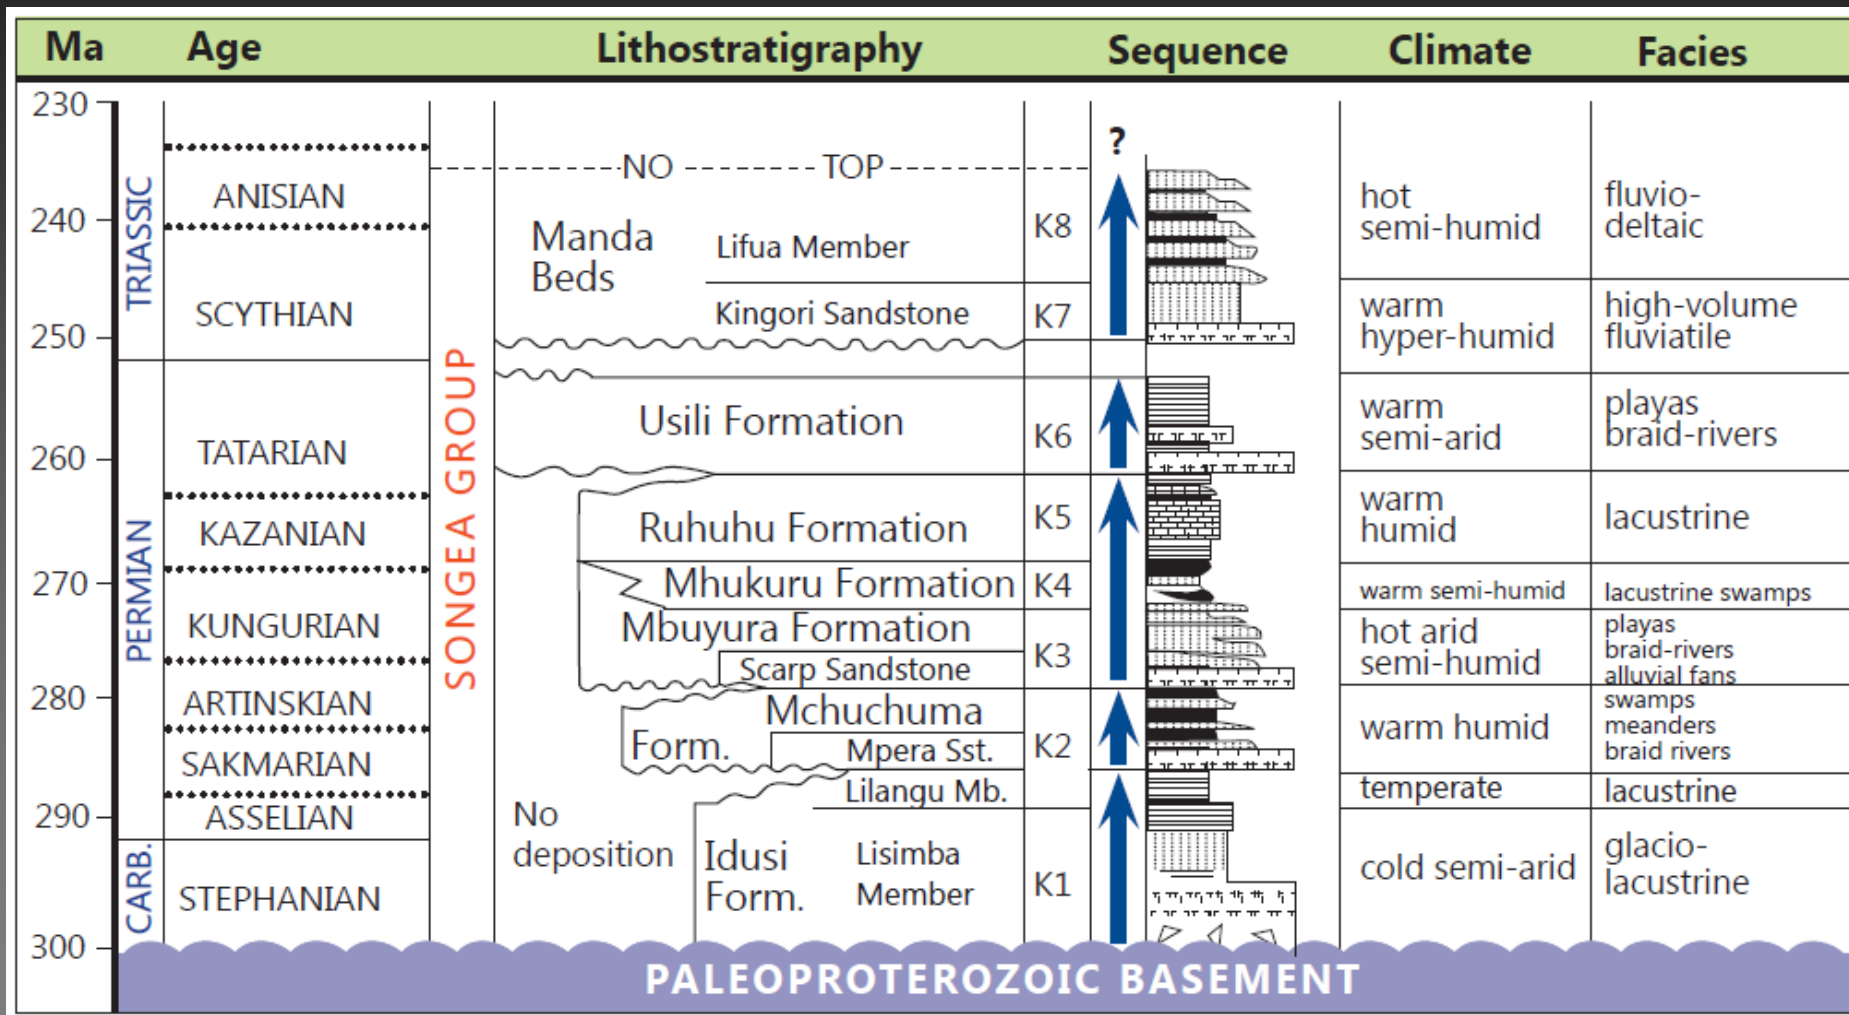 Ma Age Lithostratigraphy Sequence Climate Facies
230
240
250
260
270
280
290
300
TRIASSIC
PERMIAN
CARB.
ANISIAN
SCYTHIAN
TATARIAN
KAZANIAN
KUNGURIAN
ARTINSKIAN
SAKMARIAN
ASSELIAN
STEPHANIAN
SONGEA GROUP
NO TOP
Manda
Beds
Lifua Member
Kingori Sandstone
Usili Formation
Ruhuhu Formation
Mhukuru Formation
Mbuyura Formation
Scarp Sandstone
Mchuchuma
Form.
Mpera Sst.
Lilangu Mb.
No
deposition
Idusi
Form.
Lisimba
Member
K8
K7
K6
K5
K4
K3
K2
K1
?
hot
semi-humid
warm
hyper-humid
warm
semi-arid
warm
humid
warm semi-humid
hot arid
semi-humid
warm humid
temperate
cold semi-arid
fluvio-
deltaic
high-volume
fluviatile
playas
braid-rivers
lacustrine
lacustrine swamps
playas
braid-rivers
alluvial fans
swamps
meanders
braid rivers
lacustrine
glacio-
lacustrine
PALEOPROTEROZOIC BASEMENT